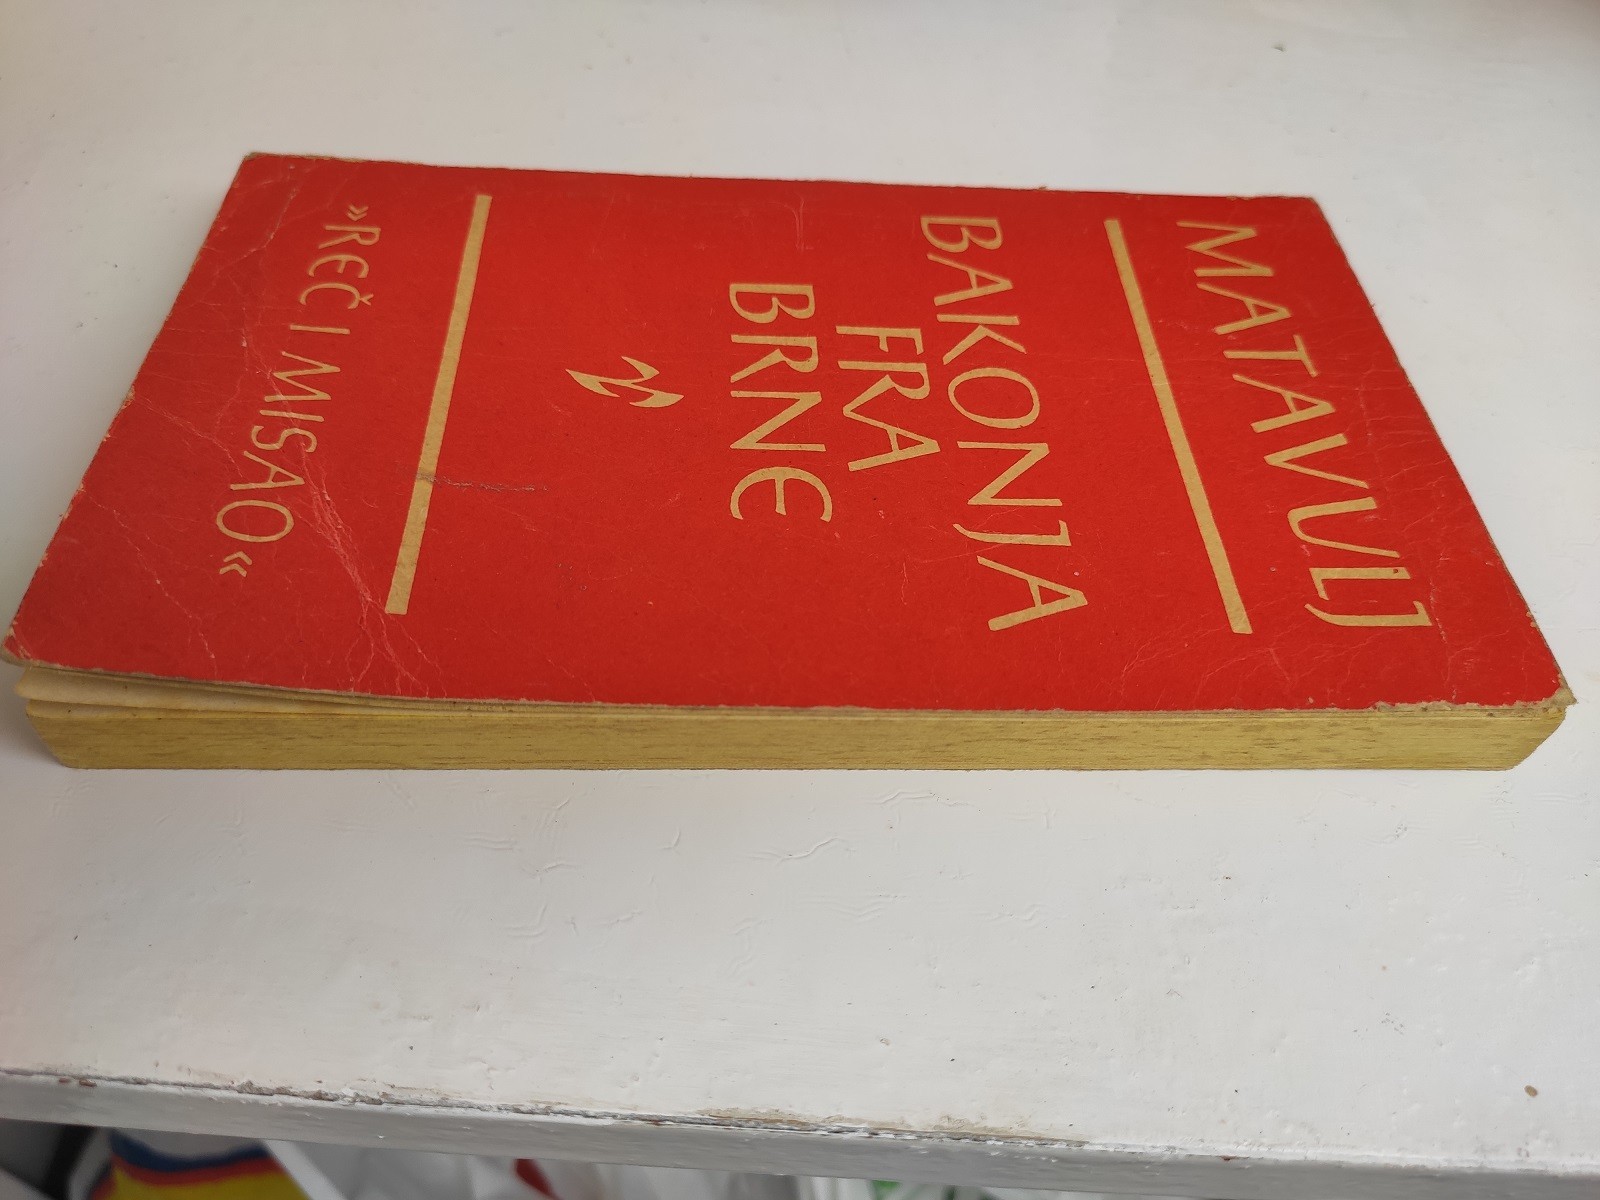 MATAVULJ
BAKONJA
FRA
BRNE
»REČ I MISAO«